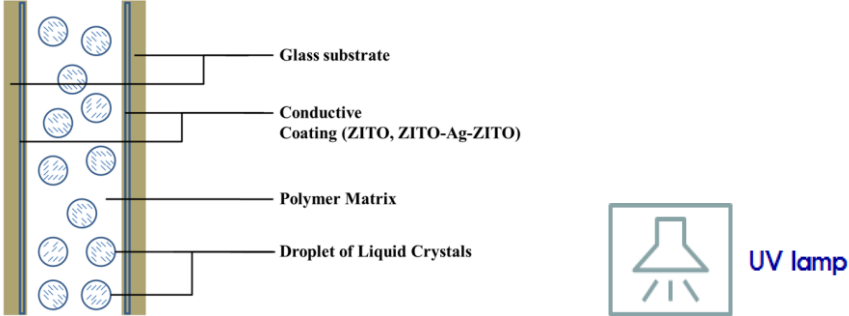 Glass substrate
Conductive
Coating (ZITO, ZITO-Ag-ZITO)
Polymer Matrix
Droplet of Liquid Crystals
UV lamp